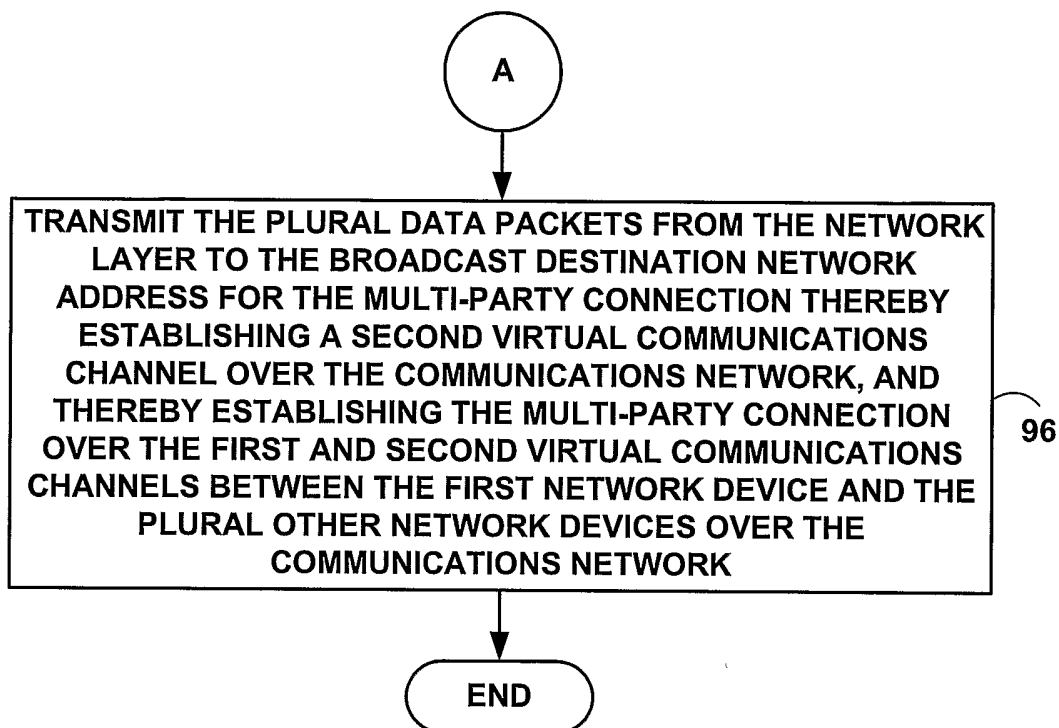 A
TRANSMIT THE PLURAL DATA PACKETS FROM THE NETWORK
LAYER TO THE BROADCAST DESTINATION NETWORK
ADDRESS FOR THE MULTI-PARTY CONNECTION THEREBY
ESTABLISHING A SECOND VIRTUAL COMMUNICATIONS
CHANNEL OVER THE COMMUNICATIONS NETWORK, AND
THEREBY ESTABLISHING THE MULTI-PARTY CONNECTION
OVER THE FIRST AND SECOND VIRTUAL COMMUNICATIONS
CHANNELS BETWEEN THE FIRST NETWORK DEVICE AND THE
PLURAL OTHER NETWORK DEVICES OVER THE
COMMUNICATIONS NETWORK
96
END